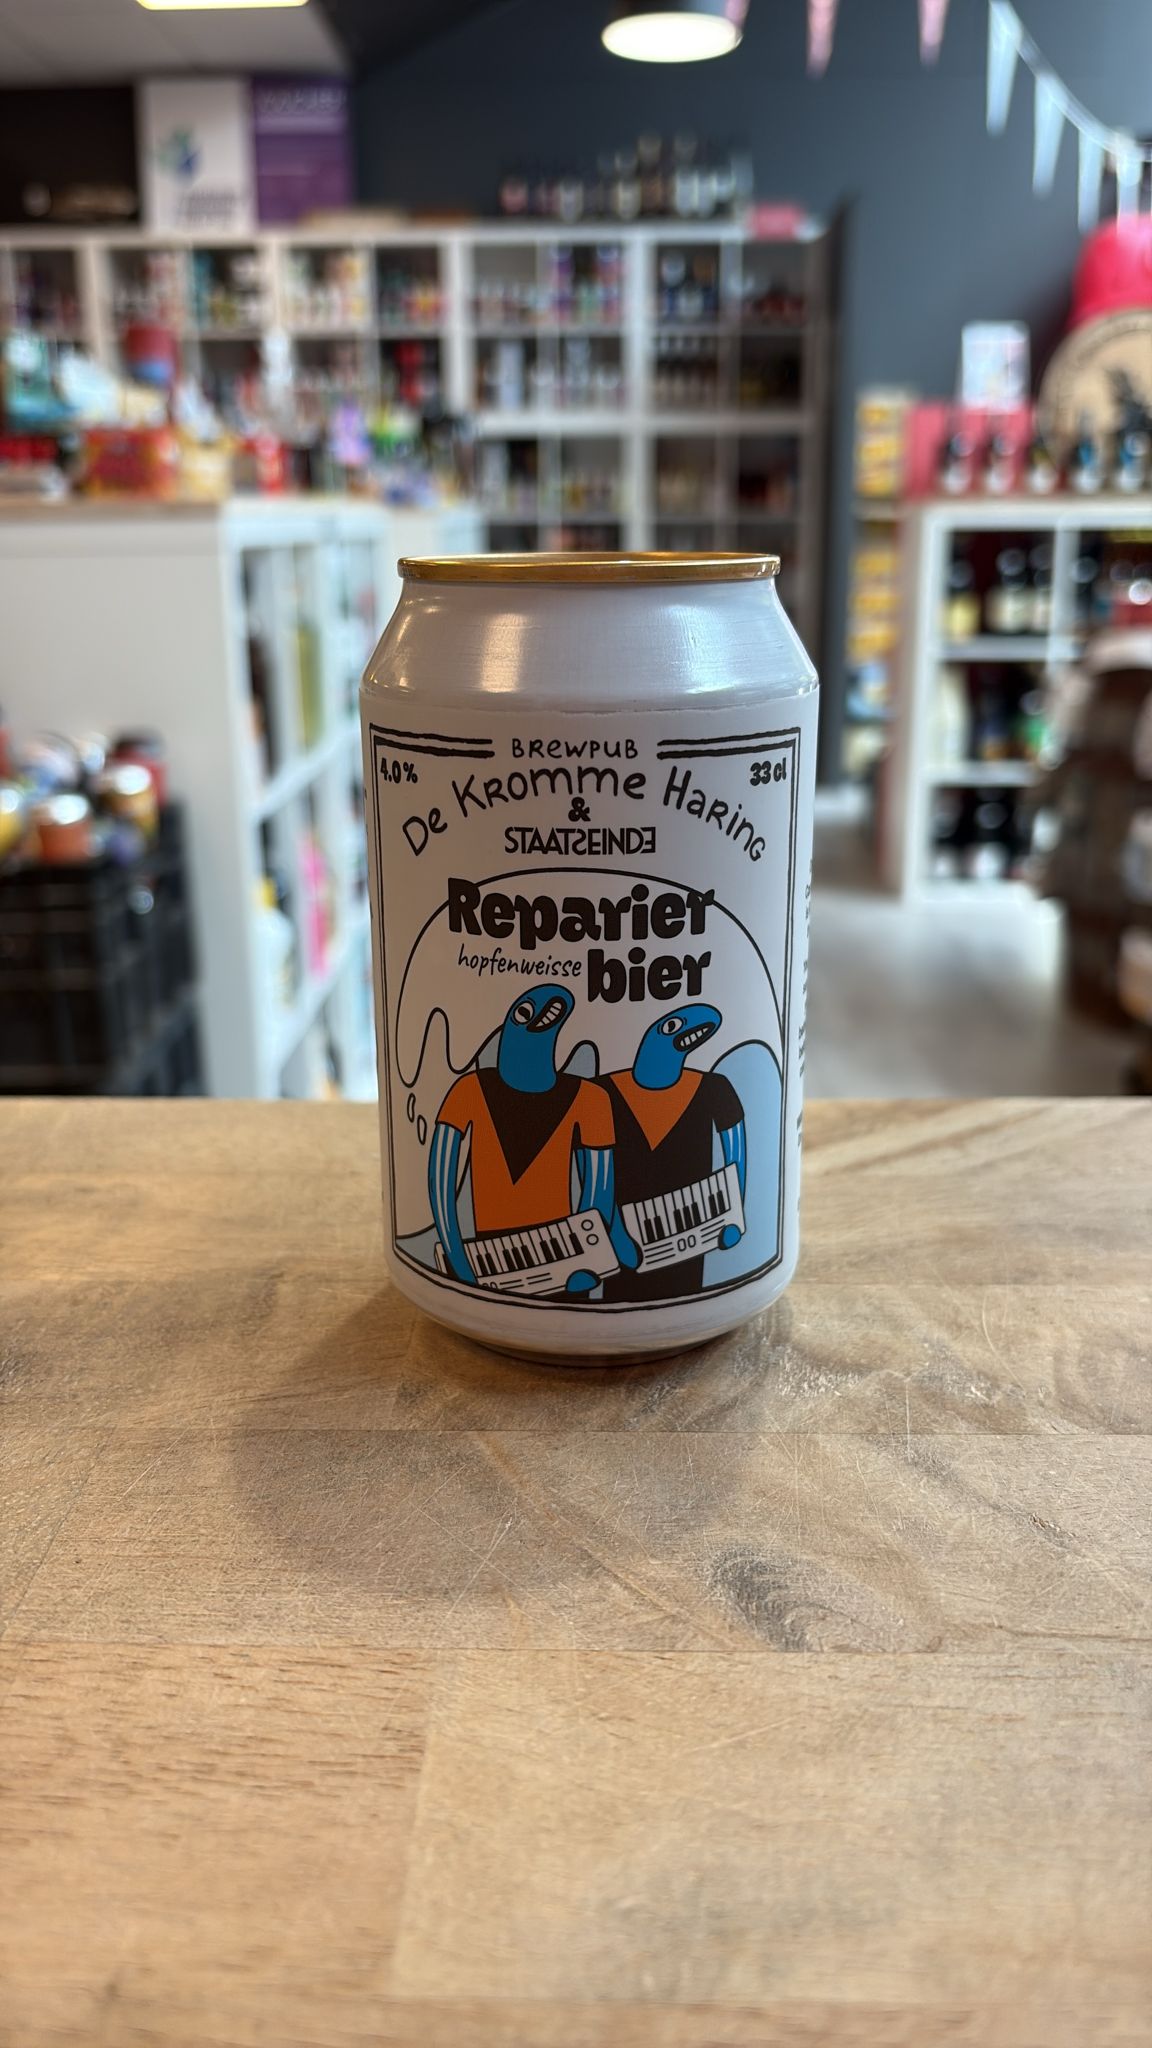 BREWPUB
4.0%
33 cl
De Kromme Haring
&
STAATSEINDE
Reparier
hopfenweisse bier